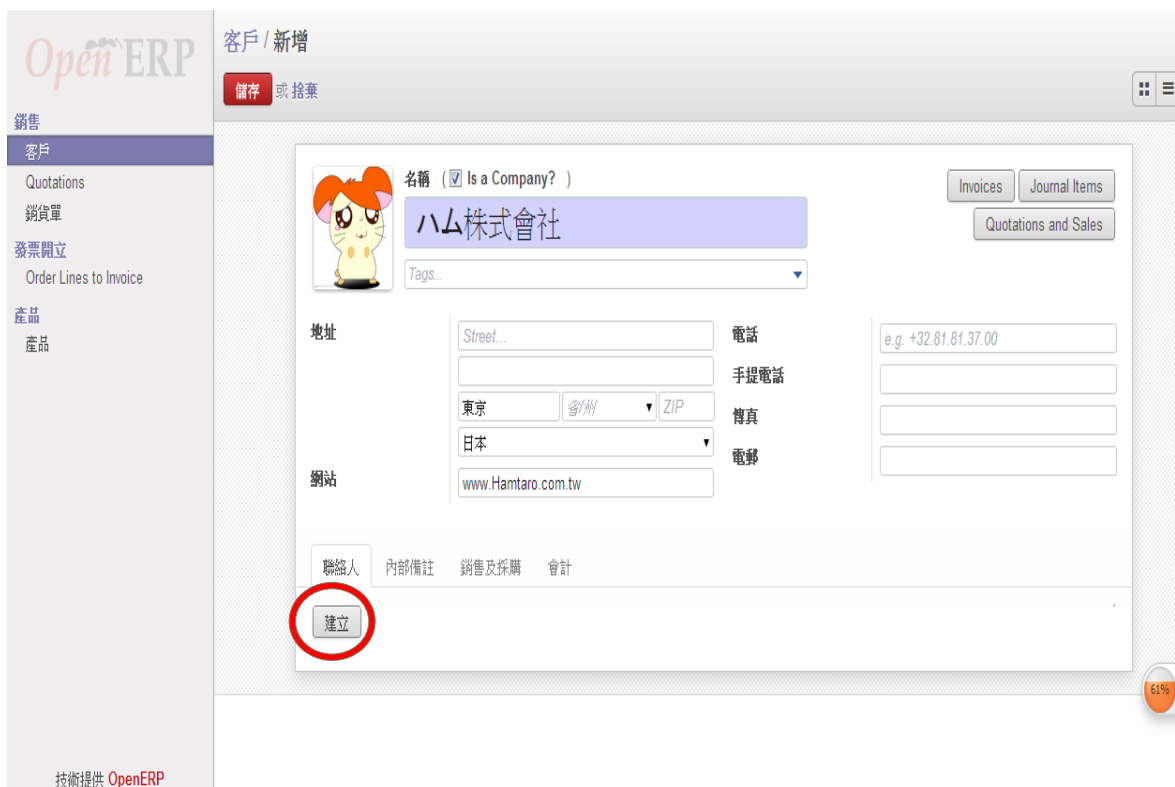 Open ERP
銷售
客戶
Quotations
銷貨單
發票開立
Order Lines to Invoice
產品
產品
技術提供 OpenERP
客戶 / 新增
儲存 或 捨棄
名稱 ( Is a Company? )
ハム株式會社
Tags...
Invoices
Journal Items
Quotations and Sales
地址
Street...
東京 省/州 ZIP
日本
網站 www.Hamtaro.com.tw
電話 e.g. +32.81.81.37.00
手提電話
傳真
電郵
聯絡人 內部備註 銷售及採購 會計
建立
61%